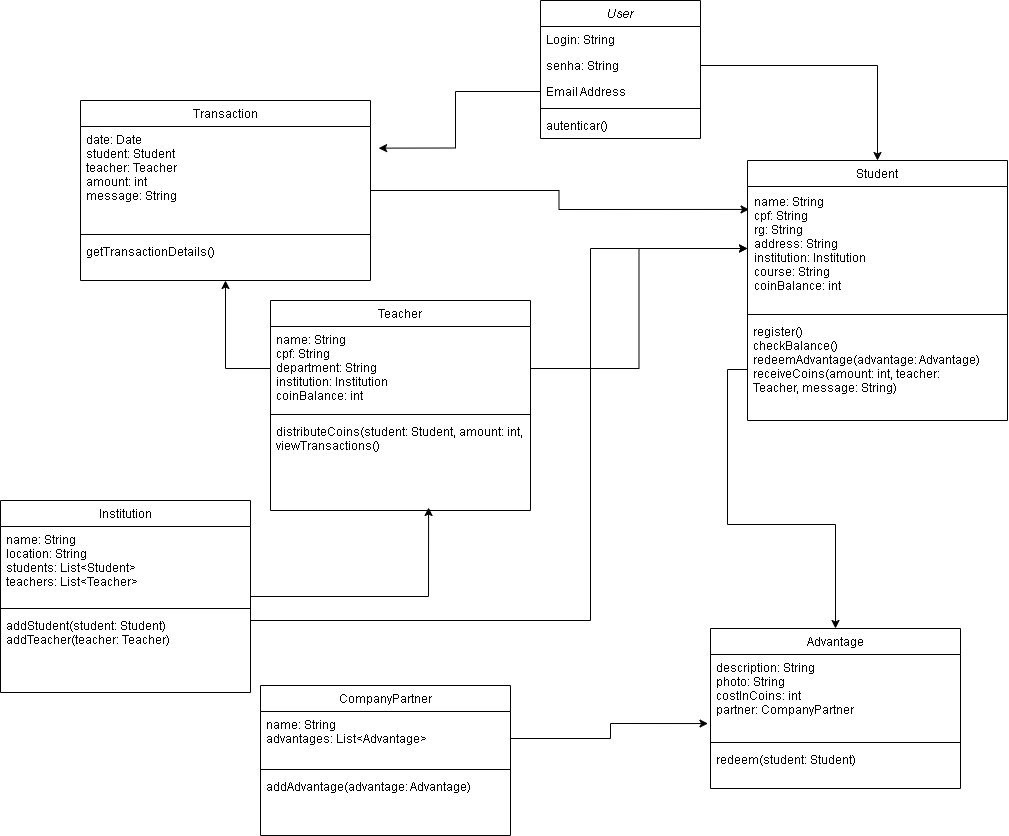 User
Login: String
senha: String
Email Address
autenticar()
Transaction
date: Date
student: Student
teacher: Teacher
amount: int
message: String
getTransactionDetails()
Student
name: String
cpf: String
rg: String
address: String
institution: Institution
course: String
coinBalance: int
register()
checkBalance()
redeemAdvantage(advantage: Advantage)
receiveCoins(amount: int, teacher:
Teacher, message: String)
Teacher
name: String
cpf: String
department: String
institution: Institution
coinBalance: int
distributeCoins(student: Student, amount: int,
viewTransactions()
Institution
name: String
location: String
students: List<Student>
teachers: List<Teacher>
addStudent(student: Student)
addTeacher(teacher: Teacher)
Advantage
description: String
photo: String
costInCoins: int
partner: CompanyPartner
redeem(student: Student)
CompanyPartner
name: String
advantages: List<Advantage>
addAdvantage(advantage: Advantage)